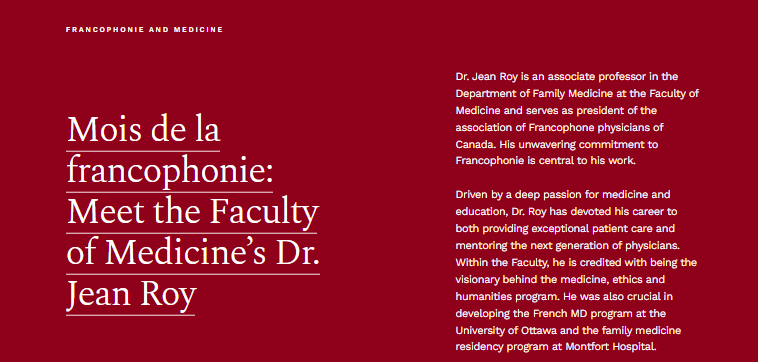 FRANCOPHONIE AND MEDICINE
Mois de la
francophonie:
Meet the Faculty
of Medicine’s Dr.
Jean Roy
Dr. Jean Roy is an associate professor in the
Department of Family Medicine at the Faculty of
Medicine and serves as president of the
association of Francophone physicians of
Canada. His unwavering commitment to
Francophonie is central to his work.
Driven by a deep passion for medicine and
education, Dr. Roy has devoted his career to
both providing exceptional patient care and
mentoring the next generation of physicians.
Within the Faculty, he is credited with being the
visionary behind the medicine, ethics and
humanities program. He was also crucial in
developing the French MD program at the
University of Ottawa and the family medicine
residency program at Montfort Hospital.